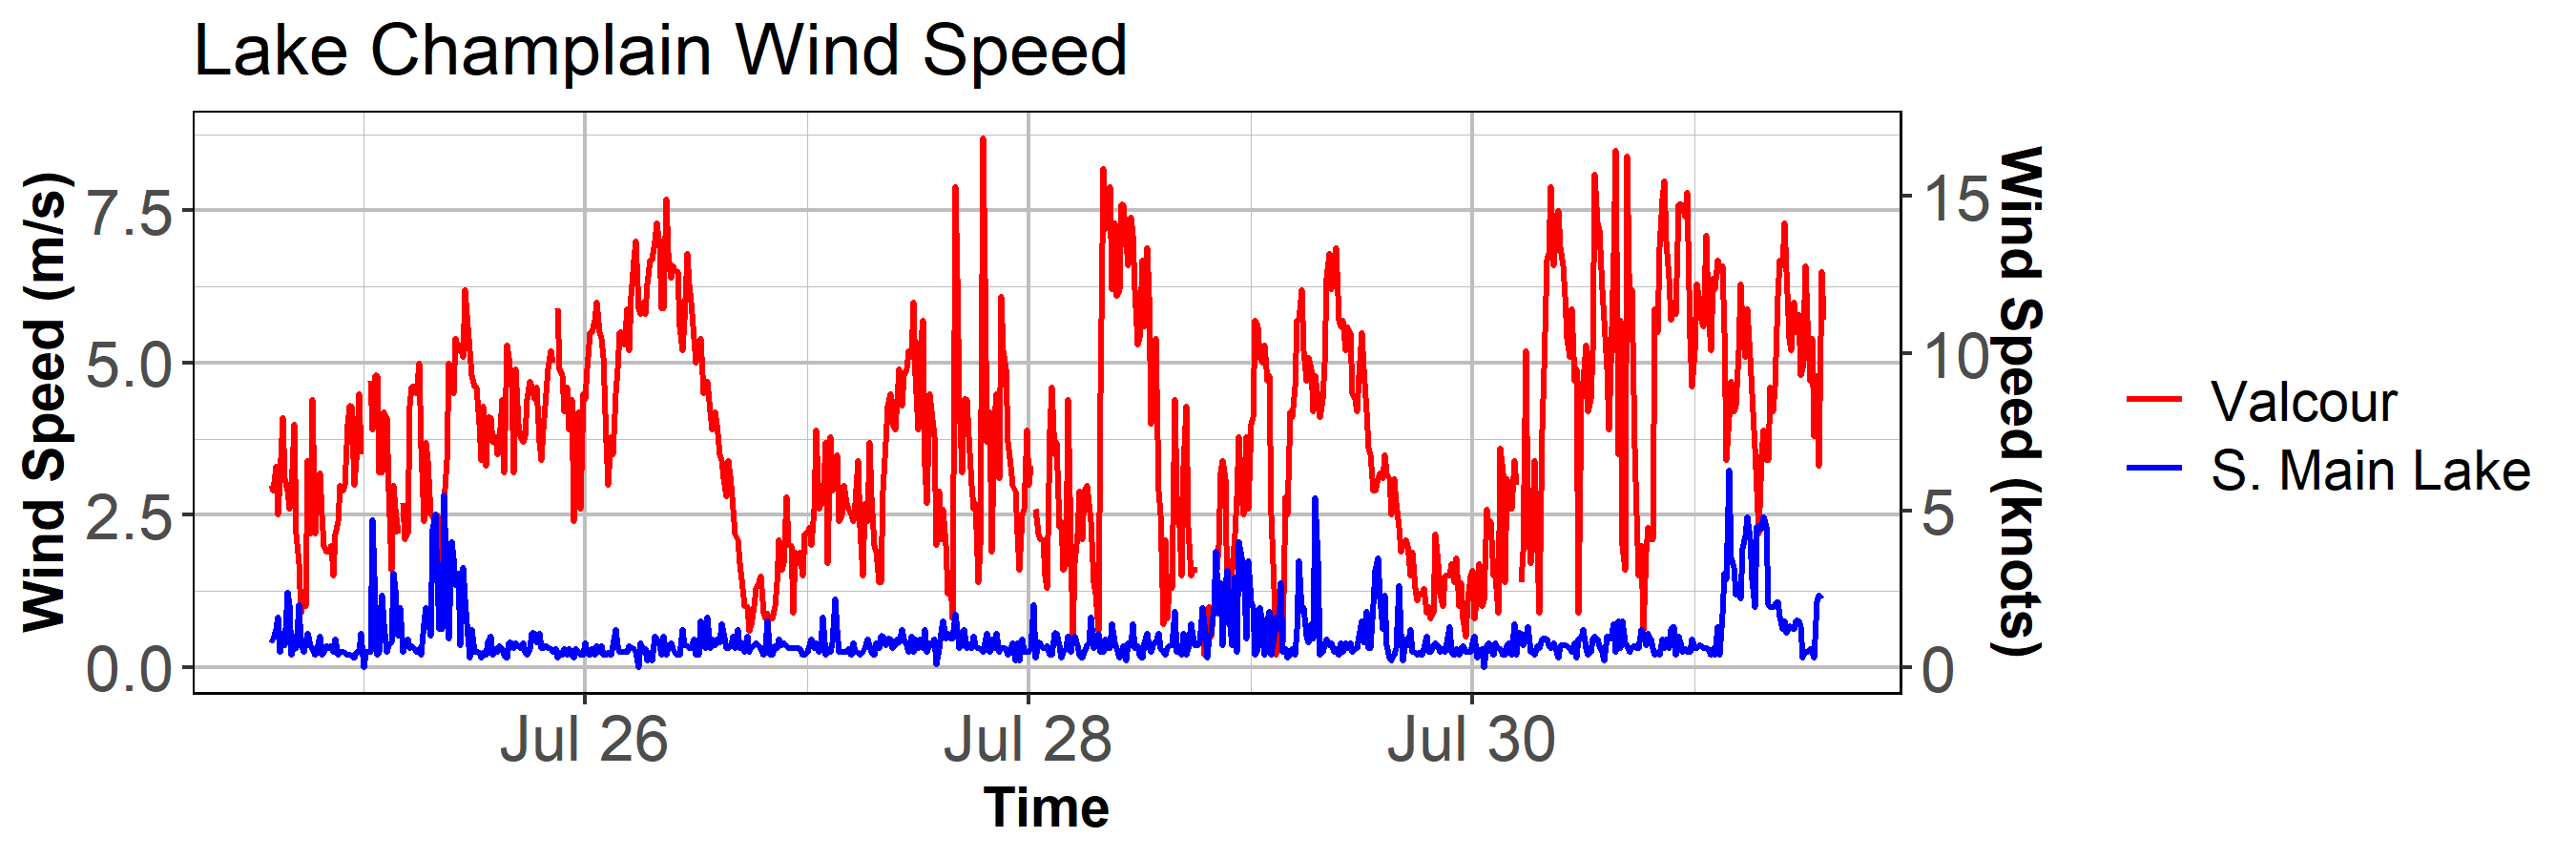 Lake Champlain Wind Speed
Wind Speed (m/s)
7.5
5.0
2.5
0.0
15
10
5
0
Wind Speed (knots)
Jul 26
Jul 28
Jul 30
Time
Valcour
S. Main Lake